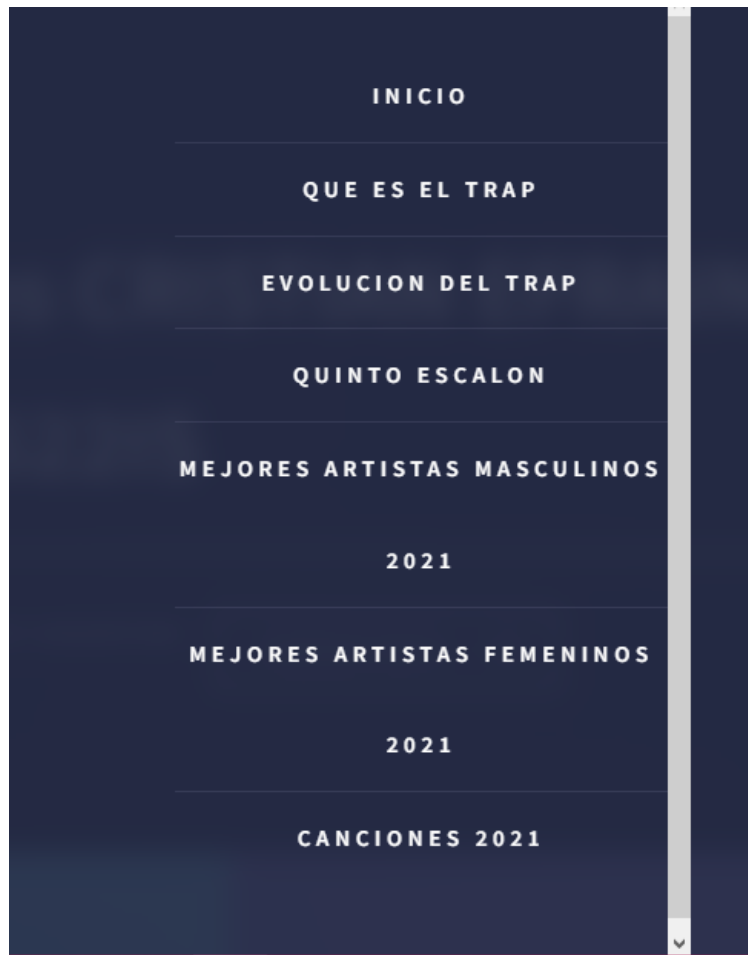 INICIO
QUE ES EL TRAP
EVOLUCION DEL TRAP
QUINTO ESCALON
MEJORES ARTISTAS MASCULINOS
2021
MEJORES ARTISTAS FEMENINOS
2021
CANCIONES 2021